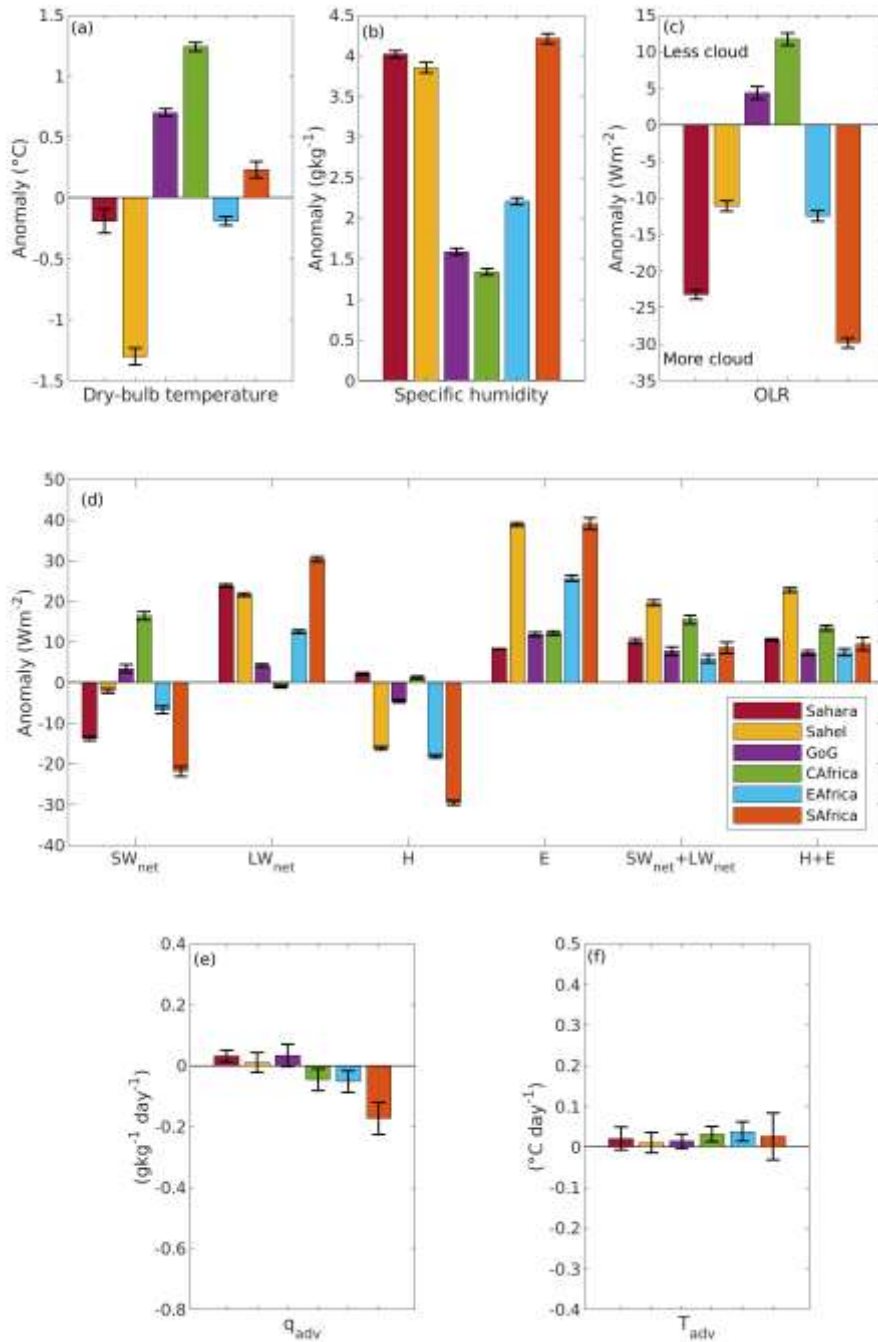 (a)
1.5
1
0.5
0
-0.5
-1
-1.5
Anomaly (°C)
Dry-bulb temperature
(b)
4.5
4
3.5
3
2.5
2
1.5
1
0.5
0
Anomaly (gkg-1)
Specific humidity
(c)
15
10
5
0
-5
-10
-15
-20
-25
-30
-35
Less cloud
More cloud
Anomaly (Wm-2)
OLR
(d)
50
40
30
20
10
0
-10
-20
-30
-40
Anomaly (Wm-2)
Sahara
Sahel
GoG
CAfrica
EAfrica
SAfrica
SWnet LWnet H E SWnet+LWnet H+E
(e)
0.4
0.2
0
-0.2
-0.4
-0.6
-0.8
(gkg-1 day-1)
qadv
(f)
0.5
0.4
0.3
0.2
0.1
0
-0.1
-0.2
-0.3
-0.4
(°C day-1)
Tadv